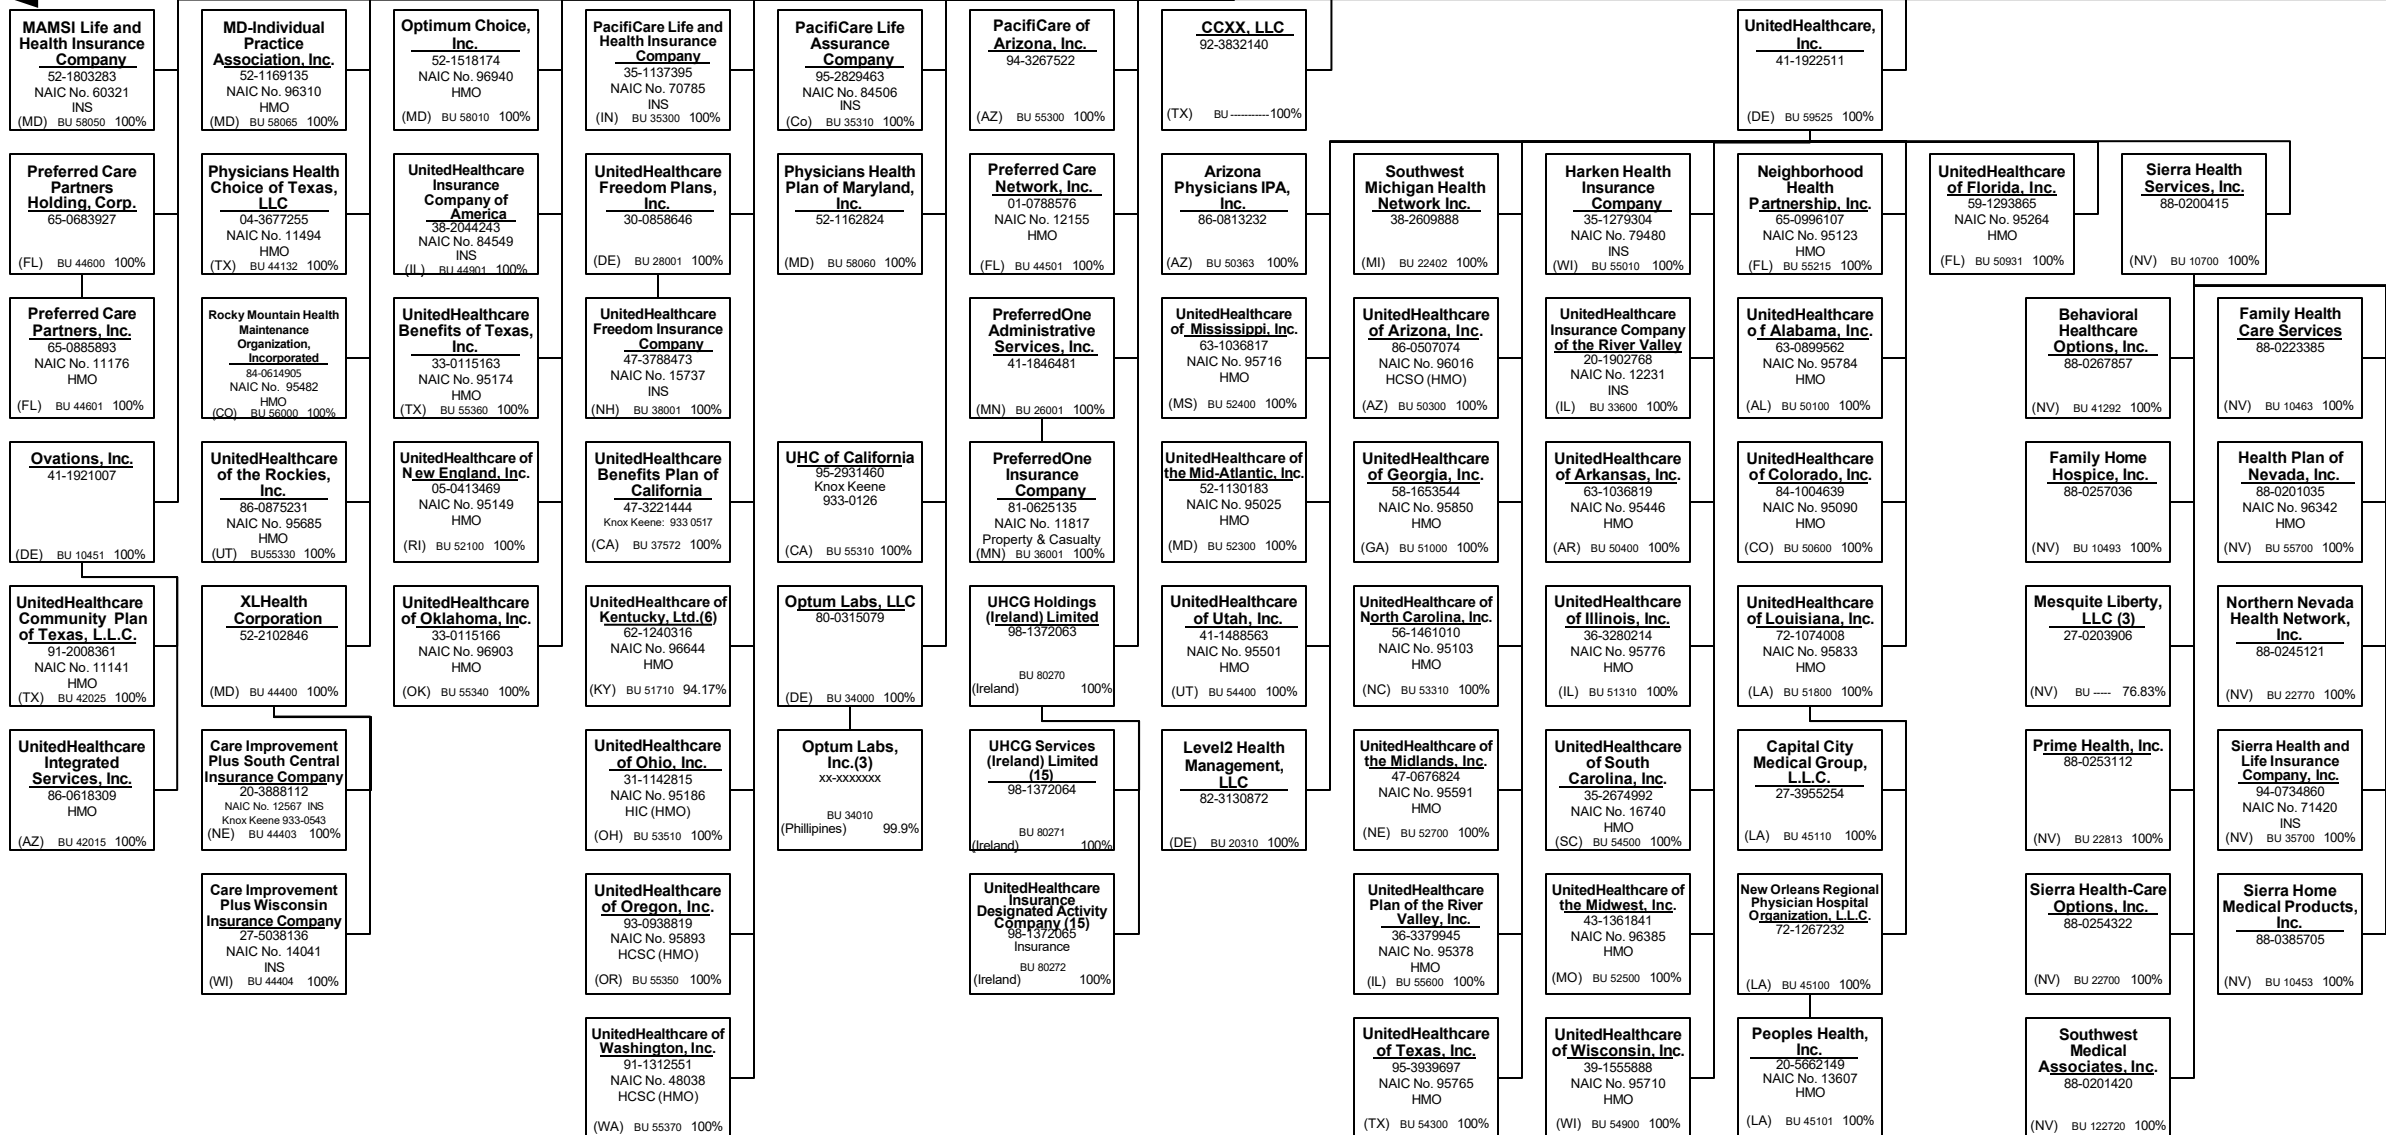 MAMSI Life and
Health Insurance
Company
52-1803283
NAIC No. 60321
INS
(MD) BU 58050 100%
MD-Individual
Practice
Association, Inc.
52-1169135
NAIC No. 96310
HMO
(MD) BU 58065 100%
Optimum Choice,
Inc.
52-1518174
NAIC No. 96940
HMO
(MD) BU 58010 100%
PacifiCare Life and
Health Insurance
Company
35-1137395
NAIC No. 70785
INS
(IN) BU 35300 100%
PacifiCare Life
Assurance
Company
95-2829463
NAIC No. 84506
INS
(Co) BU 35310 100%
PacifiCare of
Arizona, Inc.
94-3267522
(AZ) BU 55300 100%
CCXX, LLC
92-3832140
(TX) BU -----------100%
UnitedHealthcare,
Inc.
41-1922511
(DE) BU 59525 100%
Preferred Care
Partners
Holding, Corp.
65-0683927
(FL) BU 44600 100%
Physicians Health
Choice of Texas,
LLC
04-3677255
NAIC No. 11494
HMO
(TX) BU 44132 100%
UnitedHealthcare
Insurance
Company of
America
38-2044243
NAIC No. 84549
INS
(IL) BU 44901 100%
UnitedHealthcare
Freedom Plans,
Inc.
30-0858646
(DE) BU 28001 100%
Physicians Health
Plan of Maryland,
Inc.
52-1162824
(MD) BU 58060 100%
Preferred Care
Network, Inc.
01-0788576
NAIC No. 12155
HMO
(FL) BU 44501 100%
Arizona
Physicians IPA,
Inc.
86-0813232
(AZ) BU 50363 100%
Southwest
Michigan Health
Network Inc.
38-2609888
(MI) BU 22402 100%
Harken Health
Insurance
Company
35-1279304
NAIC No. 79480
INS
(WI) BU 55010 100%
Neighborhood
Health
Partnership, Inc.
65-0996107
NAIC No. 95123
HMO
(FL) BU 55215 100%
UnitedHealthcare
of Florida, Inc.
59-1293865
NAIC No. 95264
HMO
(FL) BU 50931 100%
Sierra Health
Services, Inc.
88-0200415
(NV) BU 10700 100%
Preferred Care
Partners, Inc.
65-0885893
NAIC No. 11176
HMO
(FL) BU 44601 100%
Rocky Mountain Health
Maintenance
Organization,
Incorporated
84-0614905
NAIC No. 95482
HMO
(CO) BU 56000 100%
UnitedHealthcare
Benefits of Texas,
Inc.
33-0115163
NAIC No. 95174
HMO
(TX) BU 55360 100%
UnitedHealthcare
Freedom Insurance
Company
47-3788473
NAIC No. 15737
INS
(NH) BU 38001 100%
PreferredOne
Administrative
Services, Inc.
41-1846481
(MN) BU 26001 100%
UnitedHealthcare
of Mississippi, Inc.
63-1036817
NAIC No. 95716
HMO
(MS) BU 52400 100%
UnitedHealthcare
of Arizona, Inc.
86-0507074
NAIC No. 96016
HCSO (HMO)
(AZ) BU 50300 100%
UnitedHealthcare
Insurance Company
of the River Valley
20-1902768
NAIC No. 12231
INS
(IL) BU 33600 100%
UnitedHealthcare
of Alabama, Inc.
63-0899562
NAIC No. 95784
HMO
(AL) BU 50100 100%
Behavioral
Healthcare
Options, Inc.
88-0267857
(NV) BU 41292 100%
Family Health
Care Services
88-0223385
(NV) BU 10463 100%
Ovations, Inc.
41-1921007
(DE) BU 10451 100%
UnitedHealthcare
of the Rockies,
Inc.
86-0875231
NAIC No. 95685
HMO
(UT) BU55330 100%
UnitedHealthcare of
New England, Inc.
05-0413469
NAIC No. 95149
HMO
(RI) BU 52100 100%
UnitedHealthcare
Benefits Plan of
California
47-3221444
Knox Keene: 933 0517
(CA) BU 37572 100%
UHC of California
95-2931460
Knox Keene
933-0126
(CA) BU 55310 100%
PreferredOne
Insurance
Company
81-0625135
NAIC No. 11817
Property & Casualty
(MN) BU 36001 100%
UnitedHealthcare of
the Mid-Atlantic, Inc.
52-1130183
NAIC No. 95025
HMO
(MD) BU 52300 100%
UnitedHealthcare
of Georgia, Inc.
58-1653544
NAIC No. 95850
HMO
(GA) BU 51000 100%
UnitedHealthcare
of Arkansas, Inc.
63-1036819
NAIC No. 95446
HMO
(AR) BU 50400 100%
UnitedHealthcare
of Colorado, Inc.
84-1004639
NAIC No. 95090
HMO
(CO) BU 50600 100%
Family Home
Hospice, Inc.
88-0257036
(NV) BU 10493 100%
Health Plan of
Nevada, Inc.
88-0201035
NAIC No. 96342
HMO
(NV) BU 55700 100%
UnitedHealthcare
Community Plan
of Texas, L.L.C.
91-2008361
NAIC No. 11141
HMO
(TX) BU 42025 100%
XLHealth
Corporation
52-2102846
(MD) BU 44400 100%
UnitedHealthcare
of Oklahoma, Inc.
33-0115166
NAIC No. 96903
HMO
(OK) BU 55340 100%
UnitedHealthcare of
Kentucky, Ltd.(6)
62-1240316
NAIC No. 96644
HMO
(KY) BU 51710 94.17%
Optum Labs, LLC
80-0315079
(DE) BU 34000 100%
UHCG Holdings
(Ireland) Limited
98-1372063
BU 80270
(Ireland) 100%
UnitedHealthcare
of Utah, Inc.
41-1488563
NAIC No. 95501
HMO
(UT) BU 54400 100%
UnitedHealthcare of
North Carolina, Inc.
56-1461010
NAIC No. 95103
HMO
(NC) BU 53310 100%
UnitedHealthcare
of Illinois, Inc.
36-3280214
NAIC No. 95776
HMO
(IL) BU 51310 100%
UnitedHealthcare
of Louisiana, Inc.
72-1074008
NAIC No. 95833
HMO
(LA) BU 51800 100%
Mesquite Liberty,
LLC (3)
27-0203906
(NV) BU ----- 76.83%
Northern Nevada
Health Network,
Inc.
88-0245121
(NV) BU 22770 100%
UnitedHealthcare
Integrated
Services, Inc.
86-0618309
HMO
(AZ) BU 42015 100%
Care Improvement
Plus South Central
Insurance Company
20-3888112
NAIC No. 12567 INS
Knox Keene 933-0543
(NE) BU 44403 100%
UnitedHealthcare
of Ohio, Inc.
31-1142815
NAIC No. 95186
HIC (HMO)
(OH) BU 53510 100%
Optum Labs,
Inc.(3)
xx-xxxxxxx
BU 34010
(Phillipines) 99.9%
UHCG Services
(Ireland) Limited
(15)
98-1372064
BU 80271
(Ireland) 100%
Level2 Health
Management,
LLC
82-3130872
(DE) BU 20310 100%
UnitedHealthcare of
the Midlands, Inc.
47-0676824
NAIC No. 95591
HMO
(NE) BU 52700 100%
UnitedHealthcare
of South
Carolina, Inc.
35-2674992
NAIC No. 16740
HMO
(SC) BU 54500 100%
Capital City
Medical Group,
L.L.C.
27-3955254
(LA) BU 45110 100%
Prime Health, Inc.
88-0253112
(NV) BU 22813 100%
Sierra Health and
Life Insurance
Company, Inc.
94-0734860
NAIC No. 71420
INS
(NV) BU 35700 100%
Care Improvement
Plus Wisconsin
Insurance Company
27-5038136
NAIC No. 14041
INS
(WI) BU 44404 100%
UnitedHealthcare
of Oregon, Inc.
93-0938819
NAIC No. 95893
HCSC (HMO)
(OR) BU 55350 100%
UnitedHealthcare
Insurance
Designated Activity
Company (15)
98-1372065
Insurance
BU 80272
(Ireland) 100%
UnitedHealthcare
Plan of the River
Valley, Inc.
36-3379945
NAIC No. 95378
HMO
(IL) BU 55600 100%
UnitedHealthcare of
the Midwest, Inc.
43-1361841
NAIC No. 96385
HMO
(MO) BU 52500 100%
New Orleans Regional
Physician Hospital
Organization, L.L.C.
72-1267232
(LA) BU 45100 100%
Sierra Health-Care
Options, Inc.
88-0254322
(NV) BU 22700 100%
Sierra Home
Medical Products,
Inc.
88-0385705
(NV) BU 10453 100%
UnitedHealthcare of
Washington, Inc.
91-1312551
NAIC No. 48038
HCSC (HMO)
(WA) BU 55370 100%
UnitedHealthcare
of Texas, Inc.
95-3939697
NAIC No. 95765
HMO
(TX) BU 54300 100%
UnitedHealthcare
of Wisconsin, Inc.
39-1555888
NAIC No. 95710
HMO
(WI) BU 54900 100%
Peoples Health,
Inc.
20-5662149
NAIC No. 13607
HMO
(LA) BU 45101 100%
Southwest
Medical
Associates, Inc.
88-0201420
(NV) BU 122720 100%